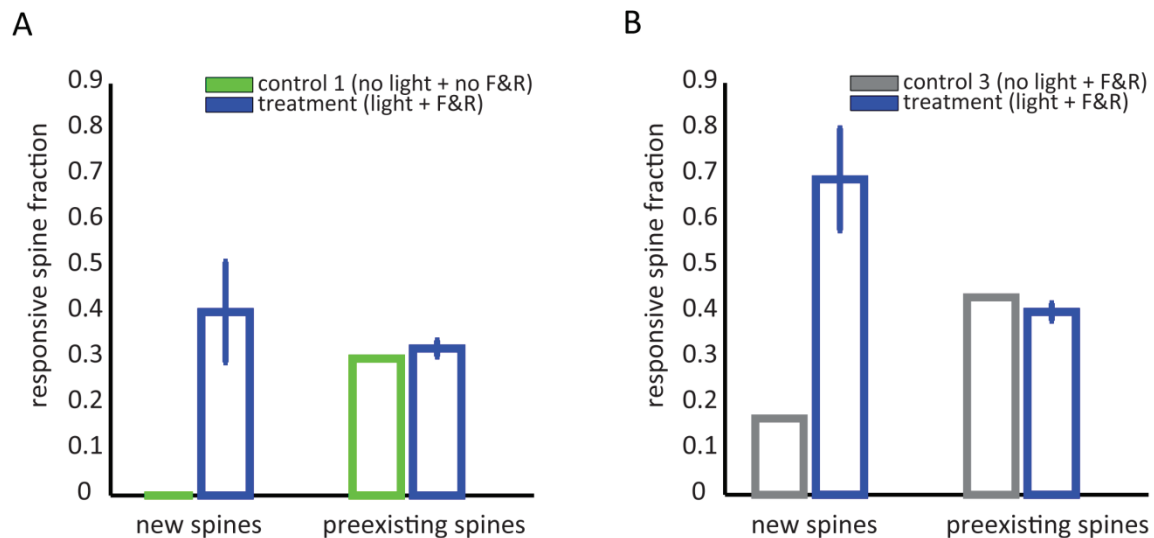 A
control 1 (no light + no F&R)
treatment (light + F&R)
responsive spine fraction
0.9
0.8
0.7
0.6
0.5
0.4
0.3
0.2
0.1
0
new spines
preexisting spines
B
control 3 (no light + F&R)
treatment (light + F&R)
responsive spine fraction
0.9
0.8
0.7
0.6
0.5
0.4
0.3
0.2
0.1
0
new spines
preexisting spines